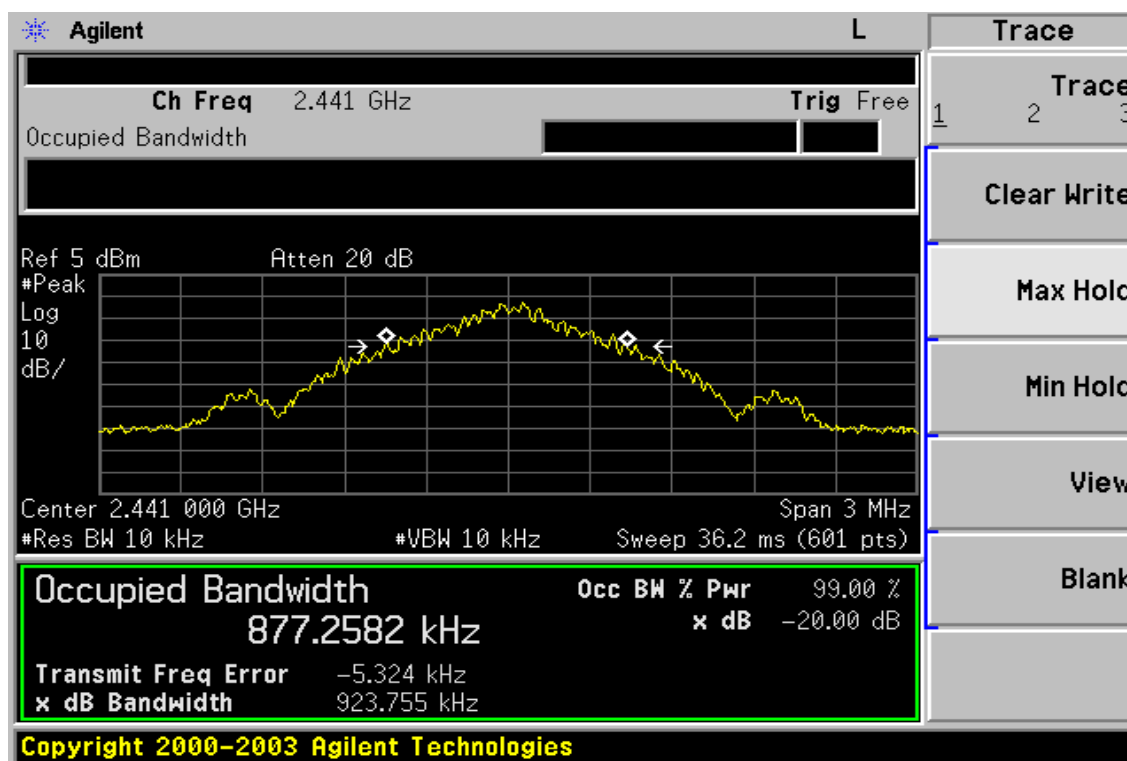 Agilent L Trace
Ch Freq 2.441 GHz Trig Free
Occupied Bandwidth
Trace
1 2 3
Clear Write
Max Hold
Min Hold
View
Blank
Ref 5 dBm Atten 20 dB
#Peak
Log
10
dB/
Center 2.441 000 GHz Span 3 MHz
#Res BW 10 kHz #VBW 10 kHz Sweep 36.2 ms (601 pts)
Occupied Bandwidth Occ BW % Pwr 99.00 %
877.2582 kHz x dB -20.00 dB
Transmit Freq Error -5.324 kHz
x dB Bandwidth 923.755 kHz
Copyright 2000-2003 Agilent Technologies